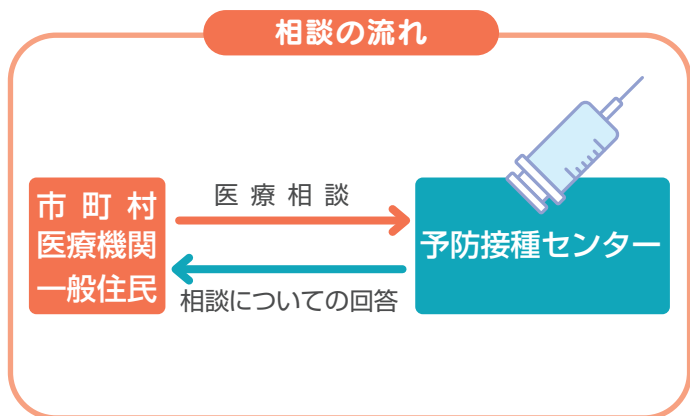 相談の流れ
医療相談
市町村
医療機関
一般住民
予防接種センター
相談についての回答